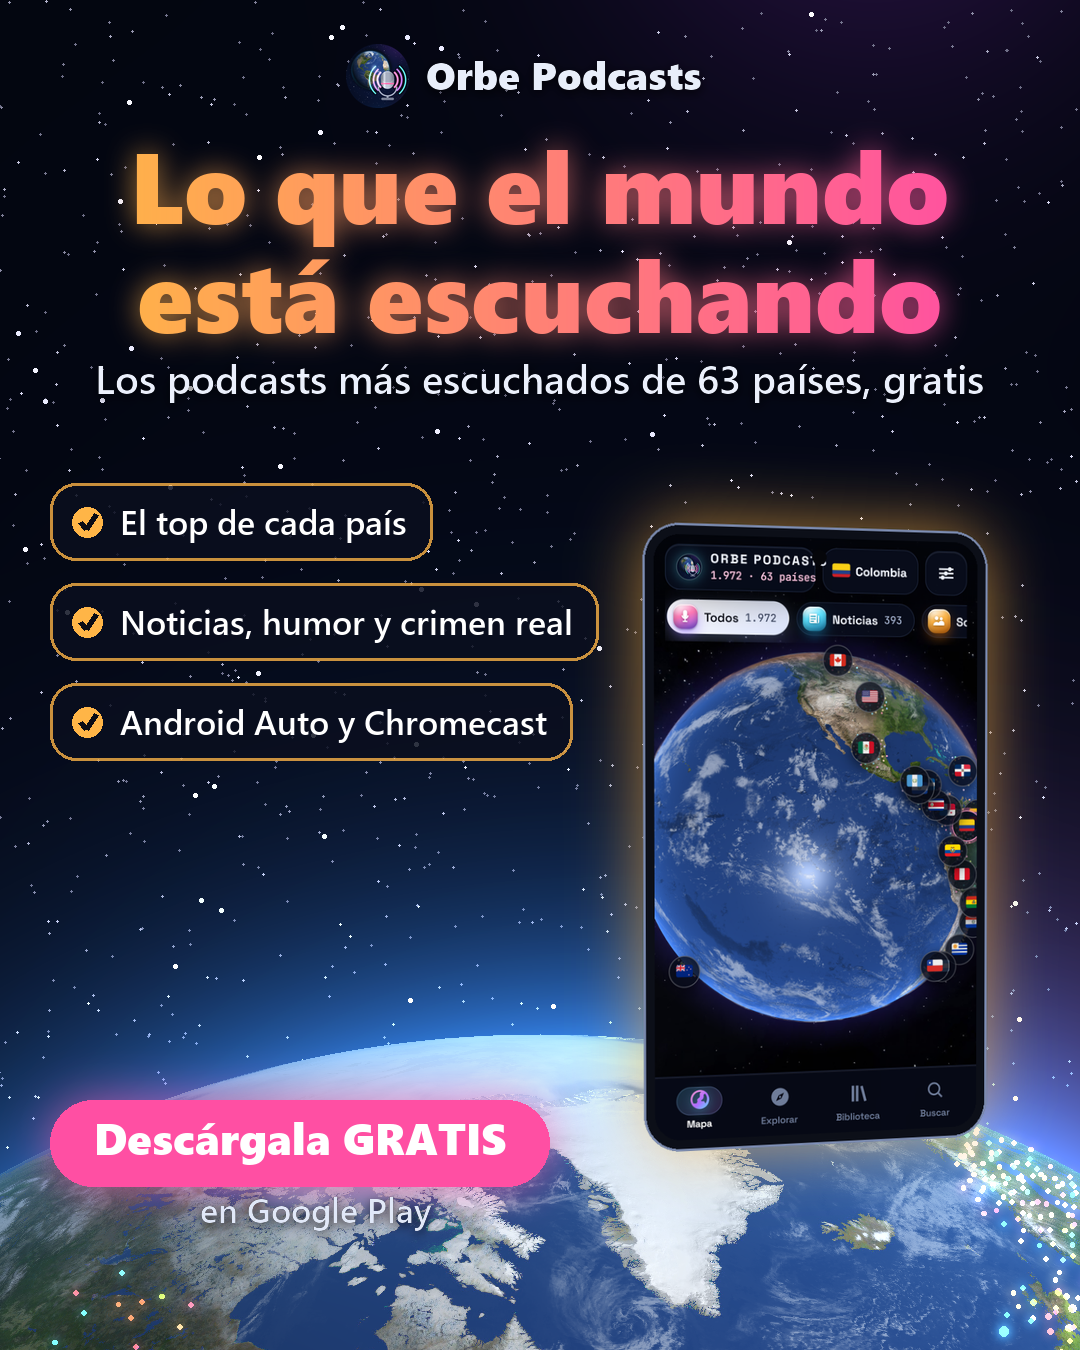 Orbe Podcasts
Lo que el mundo
está escuchando
Los podcasts más escuchados de 63 países, gratis
El top de cada país
Noticias, humor y crimen real
Android Auto y Chromecast
ORBE
1.972 · 63 países
Colombia
Todos 1.972
Noticias 393
Mapa
Explorar
Biblioteca
Buscar
Descárgala GRATIS
en Google Play